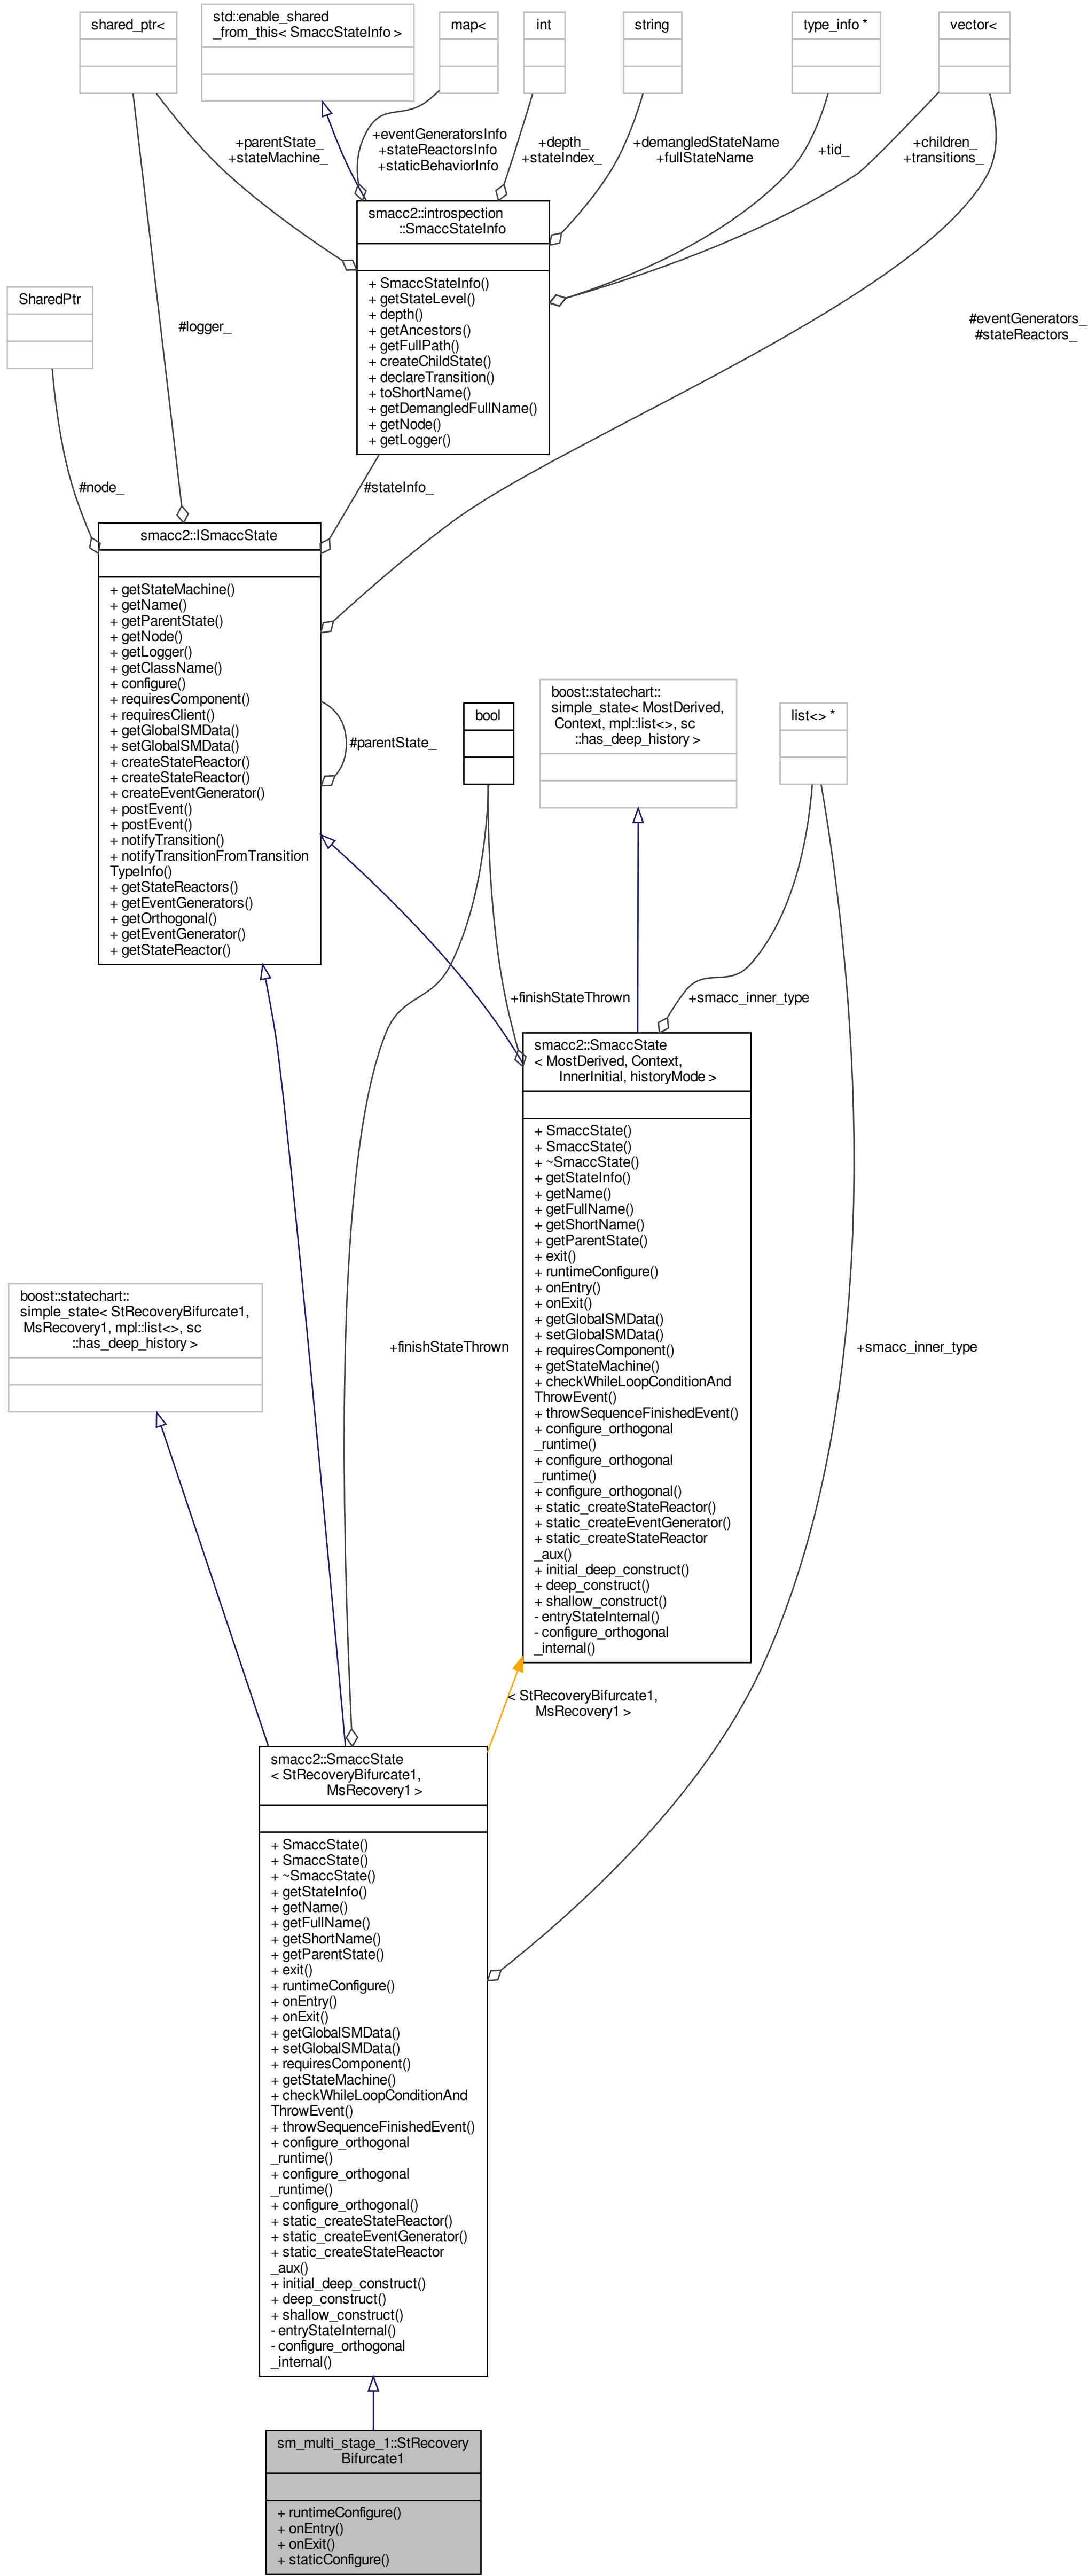 shared_ptr<
std::enable_shared
_from_this< SmaccStateInfo >
map<
int
string
type_info *
vector<
+parentState_
+stateMachine_
+eventGeneratorsInfo
+stateReactorsInfo
+staticBehaviorInfo
+depth_
+stateIndex_
+demangledStateName
+fullStateName
+tid_
+children_
+transitions_
smacc2::introspection
::SmaccStateInfo
+ SmaccStateInfo()
+ getStateLevel()
+ depth()
+ getAncestors()
+ getFullPath()
+ createChildState()
+ declareTransition()
+ toShortName()
+ getDemangledFullName()
+ getNode()
+ getLogger()
SharedPtr
#logger_
#eventGenerators_
#stateReactors_
#node_
#stateInfo_
smacc2::ISmaccState
+ getStateMachine()
+ getName()
+ getParentState()
+ getNode()
+ getLogger()
+ getClassName()
+ configure()
+ requiresComponent()
+ requiresClient()
+ getGlobalSMData()
+ setGlobalSMData()
+ createStateReactor()
+ createStateReactor()
+ createEventGenerator()
+ postEvent()
+ postEvent()
+ notifyTransition()
+ notifyTransitionFromTransition
TypeInfo()
+ getStateReactors()
+ getEventGenerators()
+ getOrthogonal()
+ getEventGenerator()
+ getStateReactor()
#parentState_
bool
boost::statechart::
simple_state< MostDerived,
Context, mpl::list<>, sc
::has_deep_history >
list<> *
+finishStateThrown
+smacc_inner_type
smacc2::SmaccState
< MostDerived, Context,
InnerInitial, historyMode >
+ SmaccState()
+ SmaccState()
+ ~SmaccState()
+ getStateInfo()
+ getName()
+ getFullName()
+ getShortName()
+ getParentState()
+ exit()
+ runtimeConfigure()
+ onEntry()
+ onExit()
+ getGlobalSMData()
+ setGlobalSMData()
+ requiresComponent()
+ getStateMachine()
+ checkWhileLoopConditionAnd
ThrowEvent()
+ throwSequenceFinishedEvent()
+ configure_orthogonal
_runtime()
+ configure_orthogonal
_runtime()
+ configure_orthogonal()
+ static_createStateReactor()
+ static_createEventGenerator()
+ static_createStateReactor
_aux()
+ initial_deep_construct()
+ deep_construct()
+ shallow_construct()
- entryStateInternal()
- configure_orthogonal
_internal()
boost::statechart::
simple_state< StRecoveryBifurcate1,
MsRecovery1, mpl::list<>, sc
::has_deep_history >
+finishStateThrown
+smacc_inner_type
< StRecoveryBifurcate1,
MsRecovery1 >
smacc2::SmaccState
< StRecoveryBifurcate1,
MsRecovery1 >
+ SmaccState()
+ SmaccState()
+ ~SmaccState()
+ getStateInfo()
+ getName()
+ getFullName()
+ getShortName()
+ getParentState()
+ exit()
+ runtimeConfigure()
+ onEntry()
+ onExit()
+ getGlobalSMData()
+ setGlobalSMData()
+ requiresComponent()
+ getStateMachine()
+ checkWhileLoopConditionAnd
ThrowEvent()
+ throwSequenceFinishedEvent()
+ configure_orthogonal
_runtime()
+ configure_orthogonal
_runtime()
+ configure_orthogonal()
+ static_createStateReactor()
+ static_createEventGenerator()
+ static_createStateReactor
_aux()
+ initial_deep_construct()
+ deep_construct()
+ shallow_construct()
- entryStateInternal()
- configure_orthogonal
_internal()
sm_multi_stage_1::StRecovery
Bifurcate1
+ runtimeConfigure()
+ onEntry()
+ onExit()
+ staticConfigure()